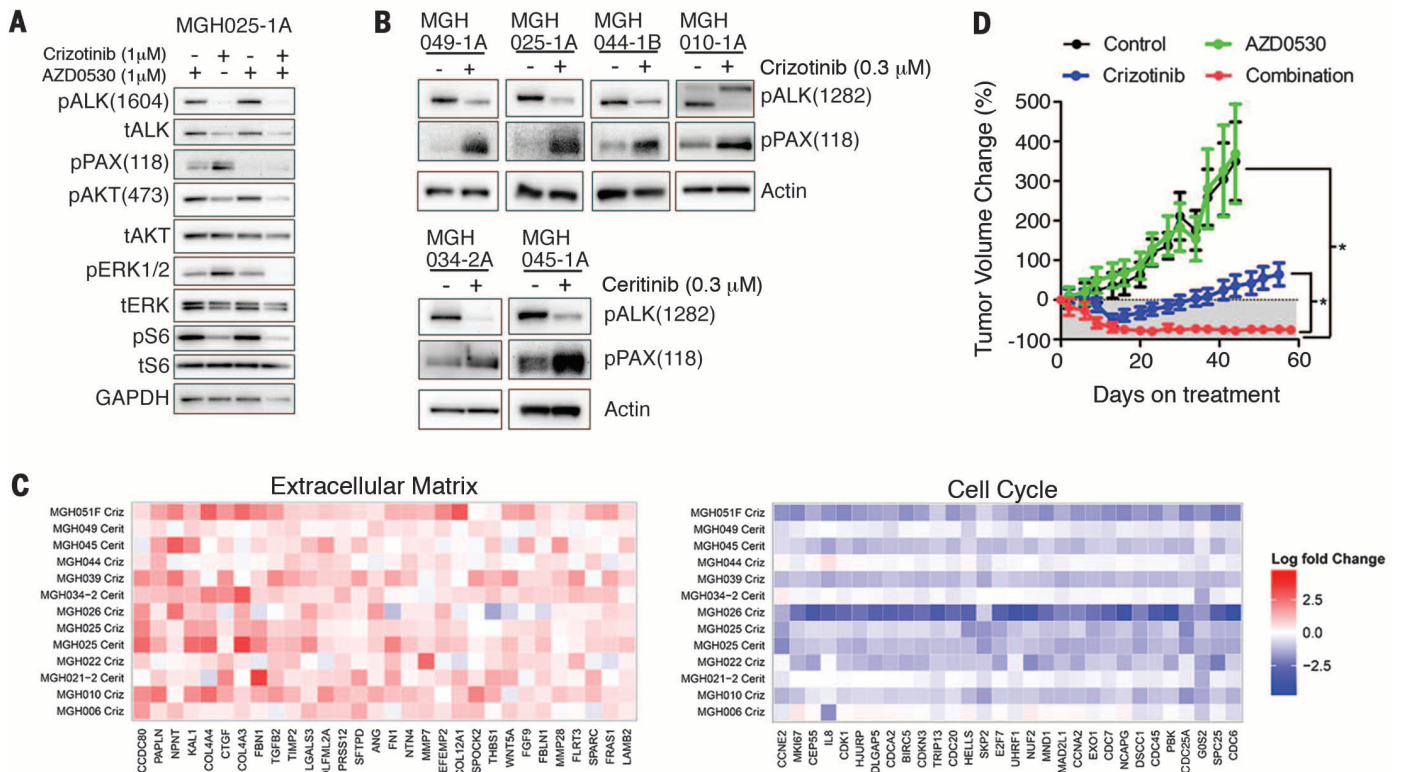 A
MGH025-1A
Crizotinib (1μM) - + - +
AZD0530 (1μM) + - + +
pALK(1604)
tALK
pPAX(118)
pAKT(473)
tAKT
pERK1/2
tERK
pS6
tS6
GAPDH
B
MGH 049-1A
MGH 025-1A
MGH 044-1B
MGH 010-1A
- + - + - + - + Crizotinib (0.3 μM)
pALK(1282)
pPAX(118)
Actin
MGH 034-2A
MGH 045-1A
- + - + Ceritinib (0.3 μM)
pALK(1282)
pPAX(118)
Actin
D
Control
AZD0530
Crizotinib
Combination
Tumor Volume Change (%)
500
400
300
200
100
0
-100
0 20 40 60
Days on treatment
*
*
C
Extracellular Matrix
MGH051F Criz
MGH049 Cerit
MGH045 Cerit
MGH044 Criz
MGH039 Criz
MGH034-2 Cerit
MGH026 Criz
MGH025 Criz
MGH025 Cerit
MGH022 Criz
MGH021-2 Cerit
MGH010 Criz
MGH006 Criz
CCDC80
PAPLN
NPNT
KAL1
COL4A4
CTGF
COL4A3
FBN1
TGFB2
TIMP2
LGALS3
OLFML2A
PRSS12
SFTPD
ANG
FN1
NTN4
MMP7
EFEMP2
COL12A1
SPOCK2
THBS1
WNT5A
FGF9
FBLN1
MMP28
FLRT3
SPARC
FRAS1
LAMB2
Cell Cycle
MGH051F Criz
MGH049 Cerit
MGH045 Cerit
MGH044 Criz
MGH039 Criz
MGH034-2 Cerit
MGH026 Criz
MGH025 Criz
MGH025 Cerit
MGH022 Criz
MGH021-2 Cerit
MGH010 Criz
MGH006 Criz
CCNE2
MKI67
CEP55
IL8
CDK1
HJURP
DLGAP5
CDCA2
BIRC5
CDKN3
TRIP13
CDC20
HELLS
SKP2
E2F7
UHRF1
NUF2
MND1
MAD2L1
CCNA2
EXO1
CDC7
NCAPG
DSCC1
CDC45
PBK
CDC25A
G0S2
SPC25
CDC6
Log fold Change
2.5
0.0
-2.5